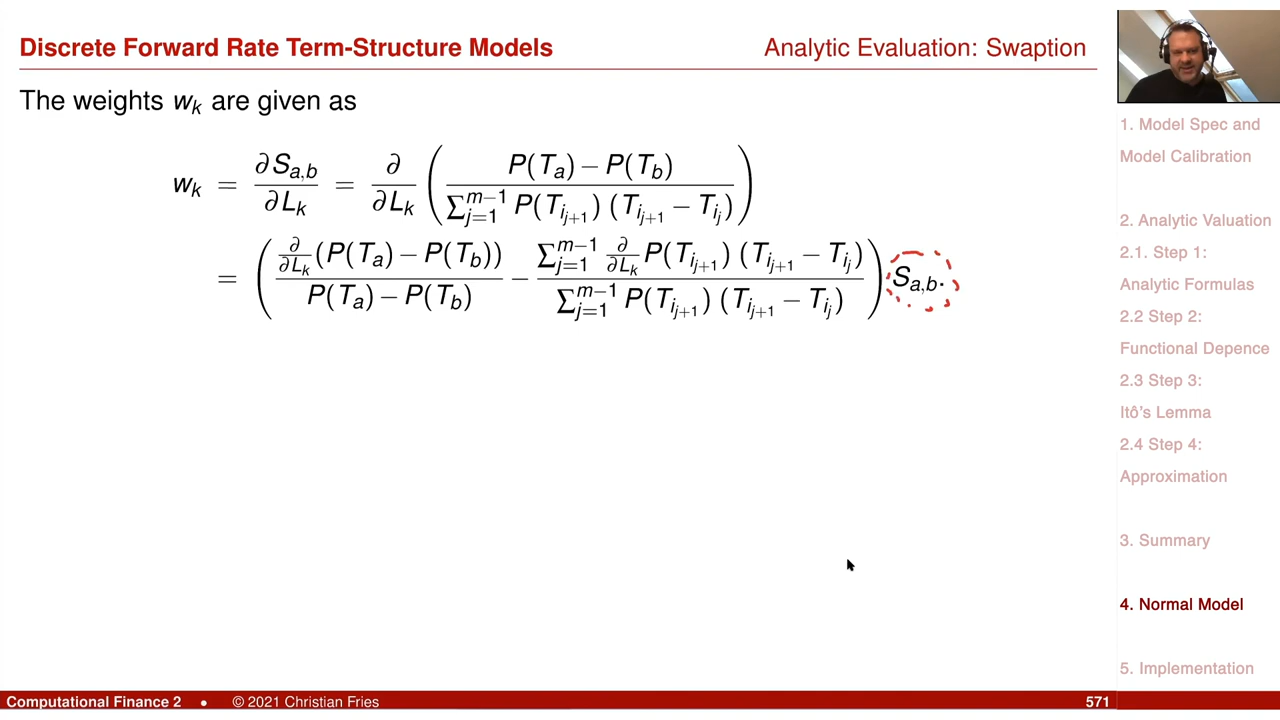 Discrete Forward Rate Term-Structure Models
Analytic Evaluation: Swaption
The weights w_k are given as
w_k = ∂S_{a,b}/∂L_k = ∂/∂L_k ( (P(T_a) − P(T_b)) / (∑_{j=1}^{m−1} P(T_{i_{j+1}}) (T_{i_{j+1}} − T_{i_j})) )
= ( (∂/∂L_k (P(T_a) − P(T_b))) / (P(T_a) − P(T_b)) − (∑_{j=1}^{m−1} ∂/∂L_k P(T_{i_{j+1}}) (T_{i_{j+1}} − T_{i_j})) / (∑_{j=1}^{m−1} P(T_{i_{j+1}}) (T_{i_{j+1}} − T_{i_j})) ) S_{a,b}.
1. Model Spec and
Model Calibration
2. Analytic Valuation
2.1. Step 1:
Analytic Formulas
2.2 Step 2:
Functional Depence
2.3 Step 3:
Itô's Lemma
2.4 Step 4:
Approximation
3. Summary
4. Normal Model
5. Implementation
Computational Finance 2 • © 2021 Christian Fries
571